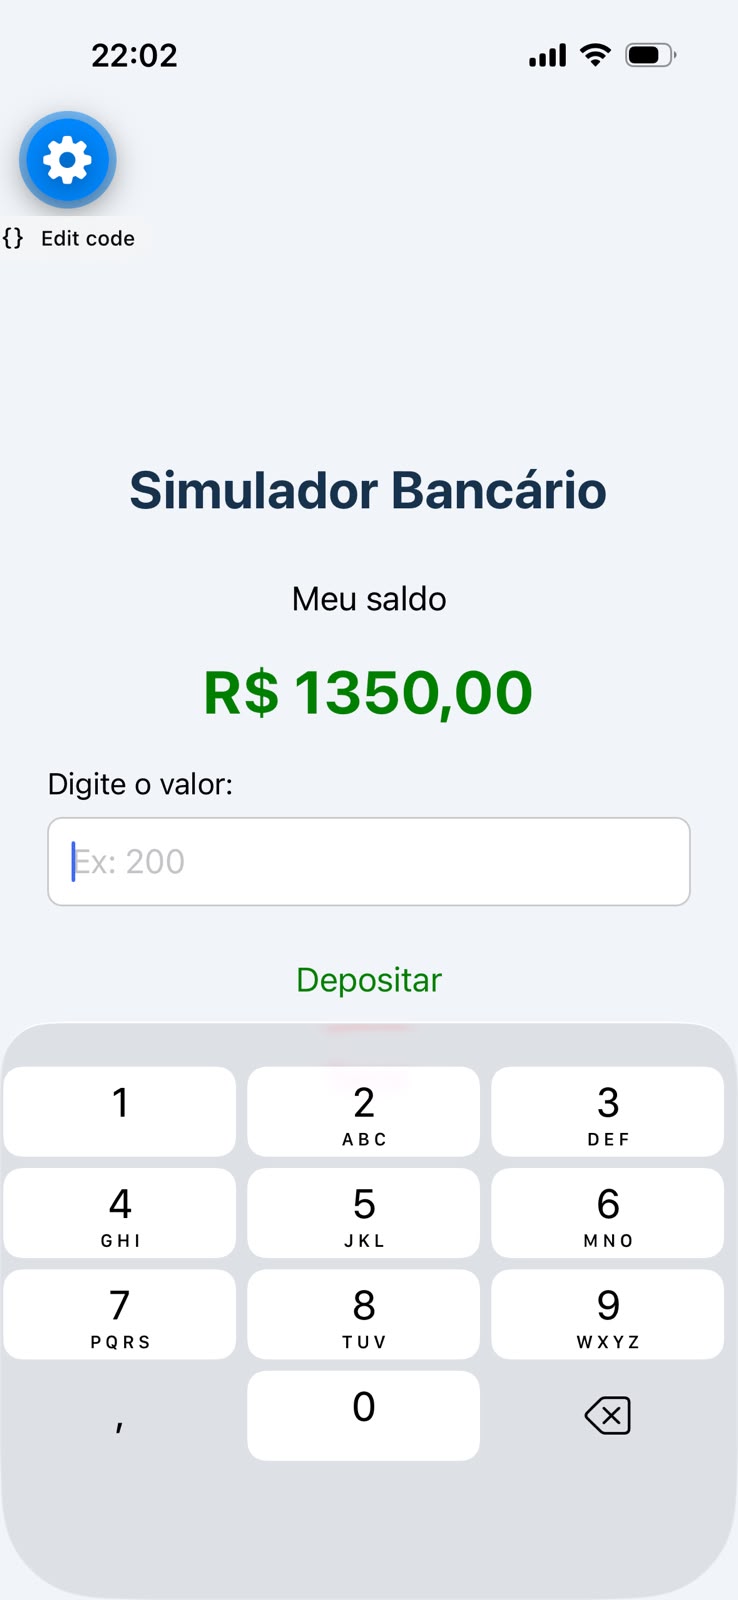 22:02
{} Edit code
Simulador Bancário
Meu saldo
R$ 1350,00
Digite o valor:
Ex: 200
Depositar
1
2
ABC
3
DEF
4
GHI
5
JKL
6
MNO
7
PQRS
8
TUV
9
WXYZ
,
0